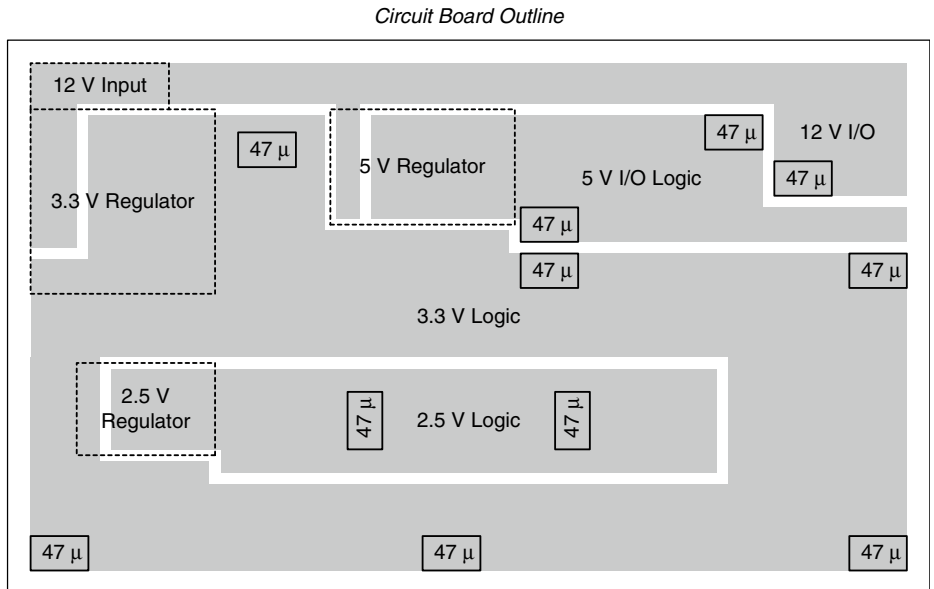 Circuit Board Outline
12 V Input
47 μ
12 V I/O
47 μ
5 V Regulator
5 V I/O Logic
47 μ
3.3 V Regulator
47 μ
47 μ
47 μ
3.3 V Logic
2.5 V
Regulator
47 μ
2.5 V Logic
47 μ
47 μ
47 μ
47 μ